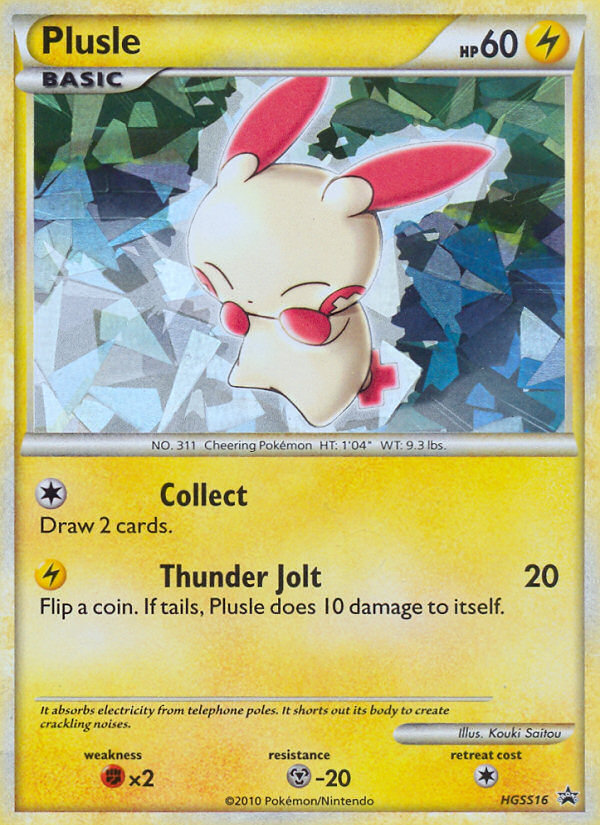 Plusle
HP 60
BASIC
NO. 311 Cheering Pokémon HT: 1'04" WT: 9.3 lbs.
Collect
Draw 2 cards.
Thunder Jolt 20
Flip a coin. If tails, Plusle does 10 damage to itself.
It absorbs electricity from telephone poles. It shorts out its body to create
crackling noises.
Illus. Kouki Saitou
weakness resistance retreat cost
×2 -20
©2010 Pokémon/Nintendo HGSS16